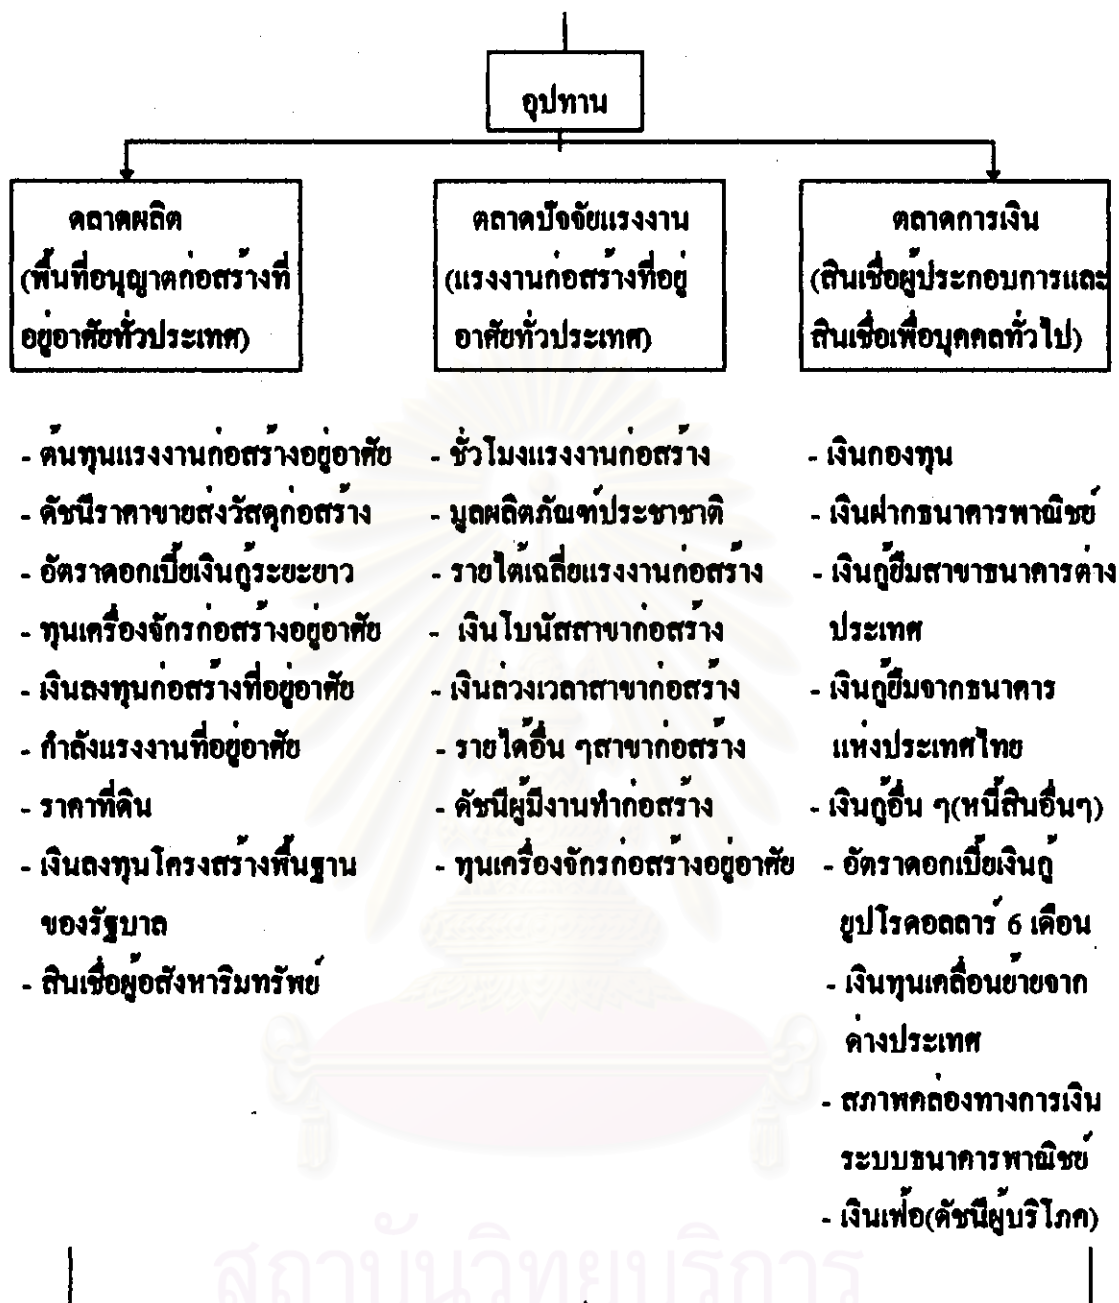 อุปทาน
ตลาดผลิต
(พื้นที่อนุญาตก่อสร้างที่
อยู่อาศัยทั่วประเทศ)
ตลาดปัจจัยแรงงาน
(แรงงานก่อสร้างที่อยู่
อาศัยทั่วประเทศ)
ตลาดการเงิน
(สินเชื่อผู้ประกอบการและ
สินเชื่อเพื่อบุคคลทั่วไป)
- ต้นทุนแรงงานก่อสร้างอยู่อาศัย
- ดัชนีราคาขายส่งวัสดุก่อสร้าง
- อัตราดอกเบี้ยเงินกู้ระยะยาว
- ทุนเครื่องจักรก่อสร้างอยู่อาศัย
- เงินลงทุนก่อสร้างที่อยู่อาศัย
- กำลังแรงงานที่อยู่อาศัย
- ราคาที่ดิน
- เงินลงทุนโครงสร้างพื้นฐาน
ของรัฐบาล
- สินเชื่อผู้อสังหาริมทรัพย์
- ชั่วโมงแรงงานก่อสร้าง
- มูลผลิตภัณฑ์ประชาชาติ
- รายได้เฉลี่ยแรงงานก่อสร้าง
- เงินโบนัสสาขาก่อสร้าง
- เงินล่วงเวลาสาขาก่อสร้าง
- รายได้อื่น ๆสาขาก่อสร้าง
- ดัชนีผู้มีงานทำก่อสร้าง
- ทุนเครื่องจักรก่อสร้างอยู่อาศัย
- เงินกองทุน
- เงินฝากธนาคารพาณิชย์
- เงินกู้ยืมสาขาธนาคารต่าง
ประเทศ
- เงินกู้ยืมจากธนาคาร
แห่งประเทศไทย
- เงินกู้อื่น ๆ(หนี้สินอื่นๆ)
- อัตราดอกเบี้ยเงินกู้
ยูปโรดอลลาร์ 6 เดือน
- เงินทุนเคลื่อนย้ายจาก
ต่างประเทศ
- สภาพคล่องทางการเงิน
ระบบธนาคารพาณิชย์
- เงินเฟ้อ(ดัชนีผู้บริโภค)
สถาบันวิทยบริการ